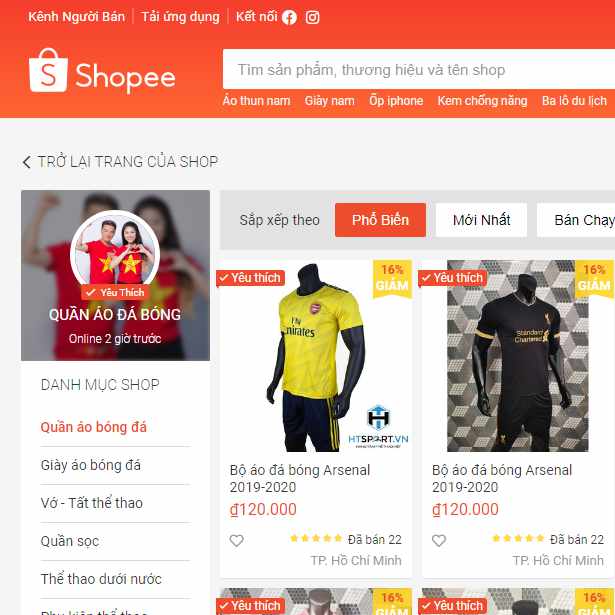 Kênh Người Bán Tải ứng dụng Kết nối
S Shopee
Tìm sản phẩm, thương hiệu và tên shop
Áo thun nam Giày nam Ốp iphone Kem chống nắng Ba lô du lịch
TRỞ LẠI TRANG CỦA SHOP
Sắp xếp theo Phổ Biến Mới Nhất Bán Chạy
Yêu Thích
QUẦN ÁO ĐÁ BÓNG
Online 2 giờ trước
DANH MỤC SHOP
Quần áo bóng đá
Giày áo bóng đá
Vớ - Tất thể thao
Quần sọc
Thể thao dưới nước
Yêu thích
16%
GIẢM
Fly
Emirates
HTSPORT.VN
Bộ áo đá bóng Arsenal
2019-2020
₫120.000
Đã bán 22
TP. Hồ Chí Minh
Yêu thích
16%
GIẢM
Standard
Chartered
Bộ áo đá bóng Arsenal
2019-2020
₫120.000
Đã bán 22
TP. Hồ Chí Minh
Yêu thích
16%
GIẢM
Yêu thích
16%
GIẢM